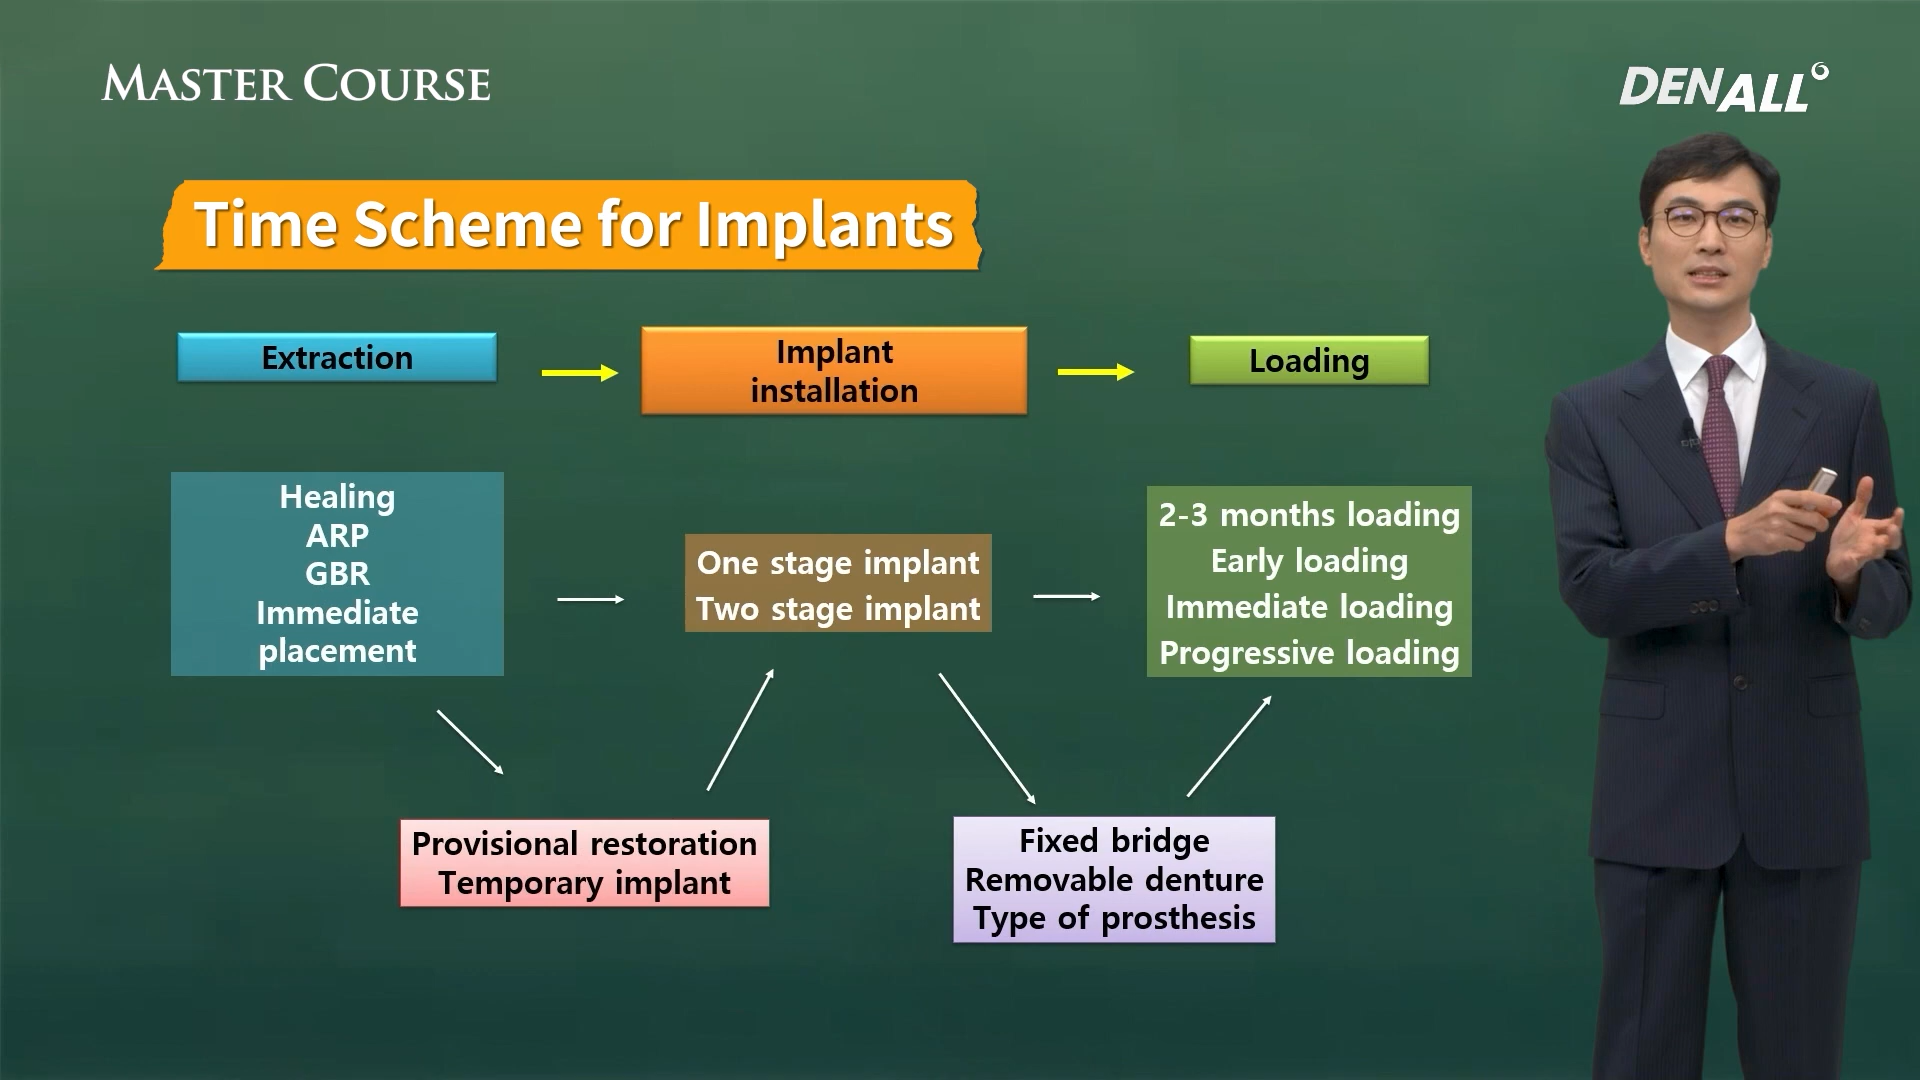 MASTER COURSE
DENALL
Time Scheme for Implants
Extraction
Implant
installation
Loading
Healing
ARP
GBR
Immediate
placement
One stage implant
Two stage implant
2-3 months loading
Early loading
Immediate loading
Progressive loading
Provisional restoration
Temporary implant
Fixed bridge
Removable denture
Type of prosthesis